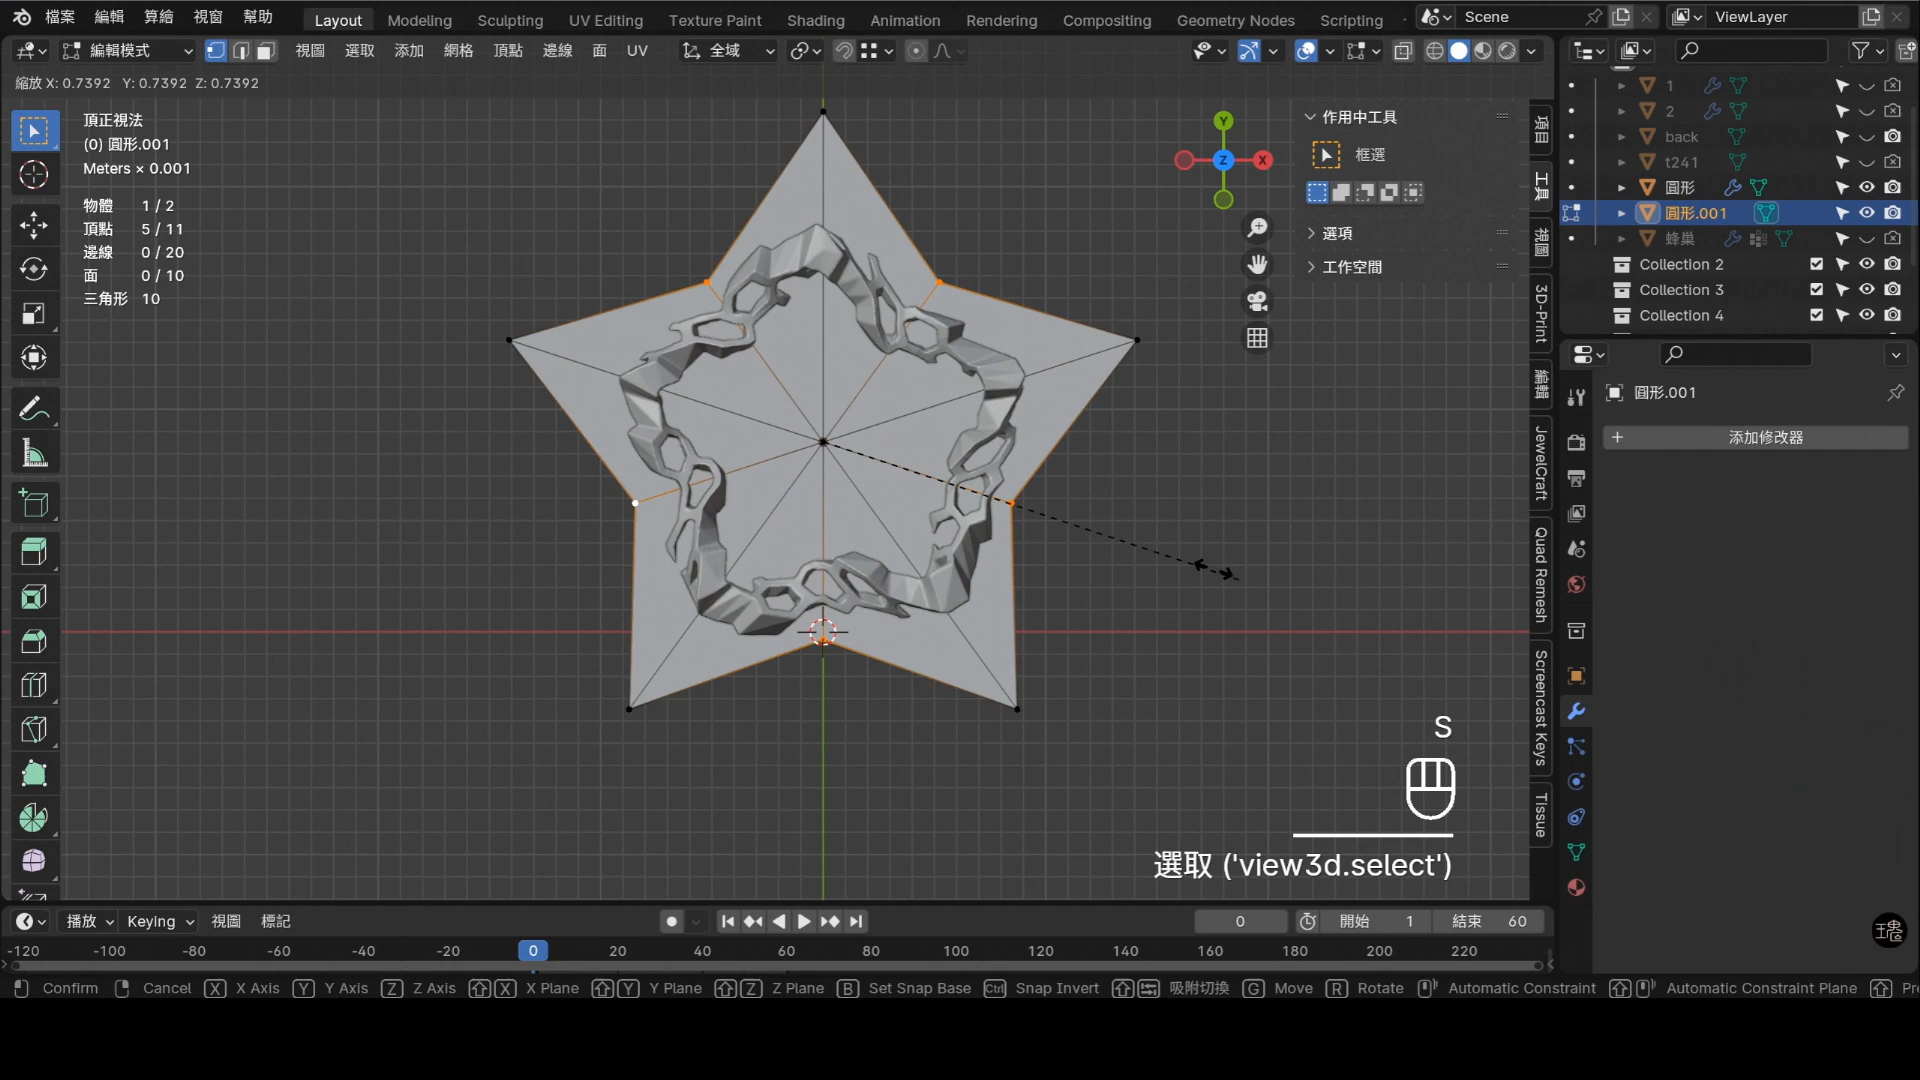 檔案 編輯 算繪 視窗 幫助 Layout Modeling Sculpting UV Editing Texture Paint Shading Animation Rendering Compositing Geometry Nodes Scripting Scene ViewLayer
編輯模式 視圖 選取 添加 網格 頂點 邊線 面 UV 全域
縮放 X: 0.7392 Y: 0.7392 Z: 0.7392
頂正視法
(0) 圓形.001
Meters × 0.001
物體 1 / 2
頂點 5 / 11
邊線 0 / 20
面 0 / 10
三角形 10
Y
Z
X
作用中工具
框選
選項
工作空間
項目
工具
視圖
3D-Print
編輯
JewelCraft
Quad Remesh
Screencast Keys
Tissue
1
2
back
t241
圓形
圓形.001
蜂巢
Collection 2
Collection 3
Collection 4
圓形.001
添加修改器
S
選取 ('view3d.select')
播放 Keying 視圖 標記 0 開始 1 結束 60
-120 -100 -80 -60 -40 -20 0 20 40 60 80 100 120 140 160 180 200 220
Confirm Cancel X X Axis Y Y Axis Z Z Axis X X Plane Y Y Plane Z Z Plane B Set Snap Base Ctrl Snap Invert 吸附切換 G Move R Rotate Automatic Constraint Automatic Constraint Plane